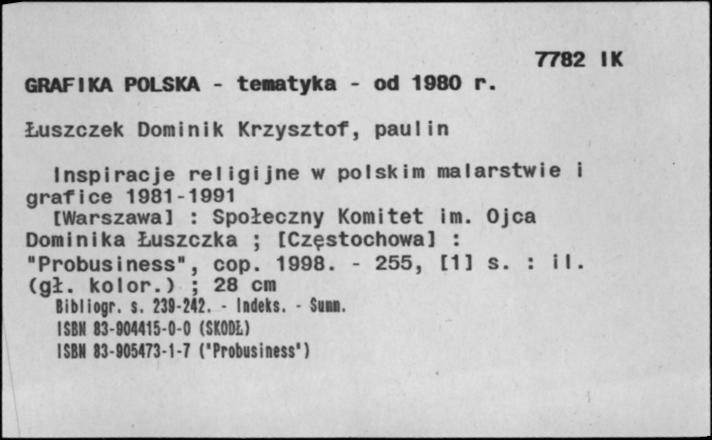 7782 IK
GRAFIKA POLSKA - tematyka - od 1980 r.
Łuszczek Dominik Krzysztof, paulin
Inspiracje religijne w polskim malarstwie i
grafice 1981-1991
[Warszawa] : Społeczny Komitet im. Ojca
Dominika Łuszczka ; [Częstochowa] :
"Probusiness", cop. 1998. - 255, [1] s. : il.
(gł. kolor.) ; 28 cm
Bibliogr. s. 239-242. - Indeks. - Summ.
ISBN 83-904415-0-0 (SKODŁ)
ISBN 83-905473-1-7 ("Probusiness")